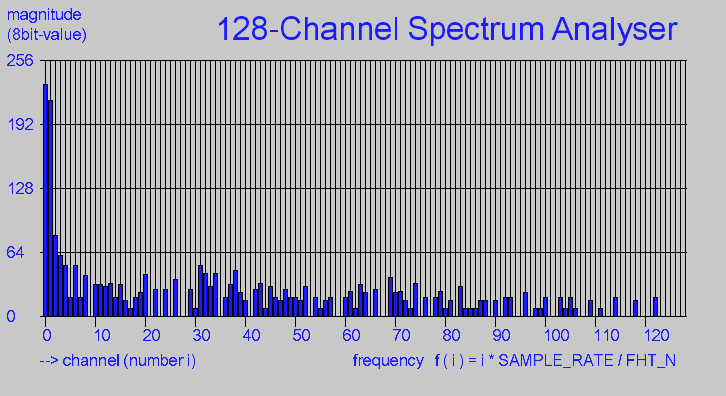 magnitude
(8bit-value)
128-Channel Spectrum Analyser
256
192
128
64
0
0 10 20 30 40 50 60 70 80 90 100 110 120
--> channel (number i)
frequency f ( i ) = i * SAMPLE_RATE / FHT_N